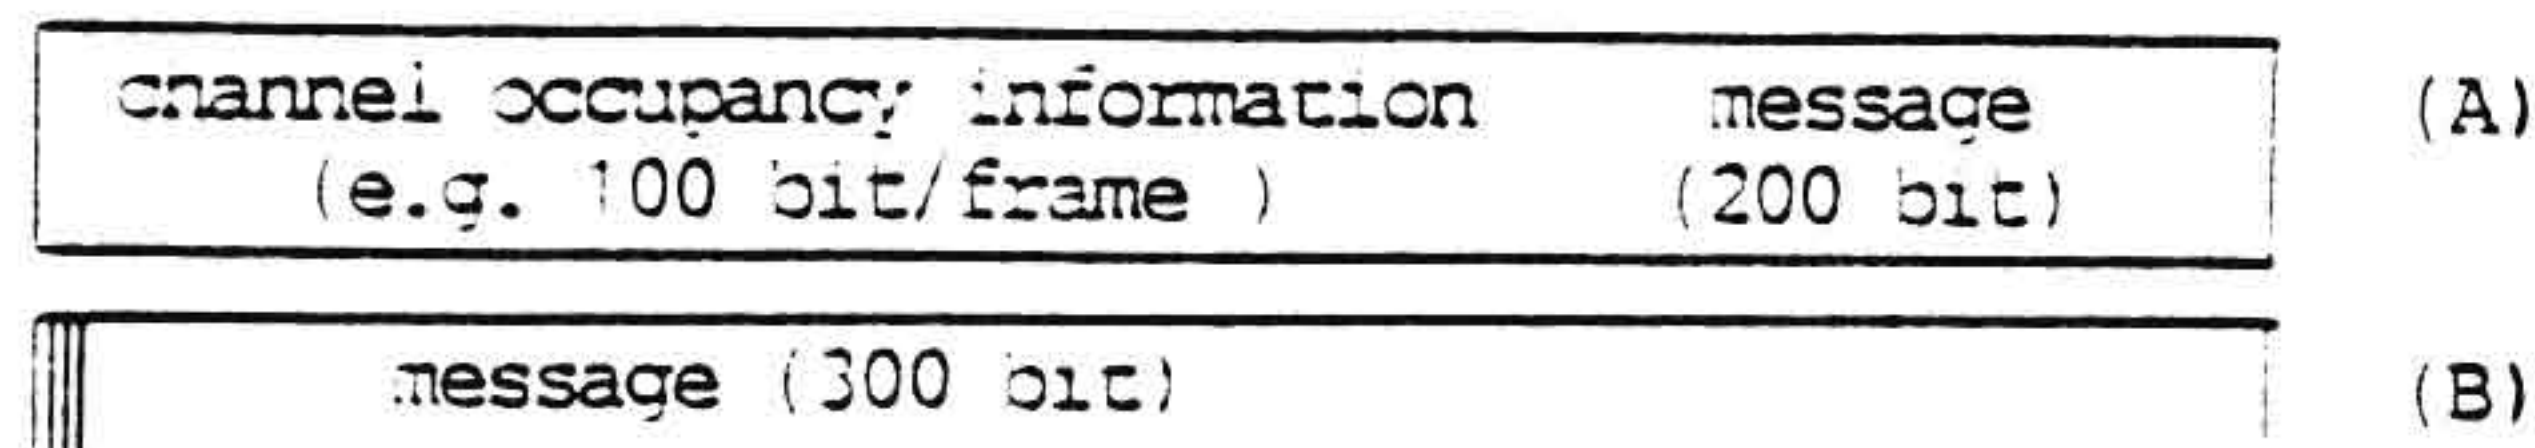 channel occupancy information message (A)
(e.g. 100 bit/frame ) (200 bit)
message (300 bit) (B)